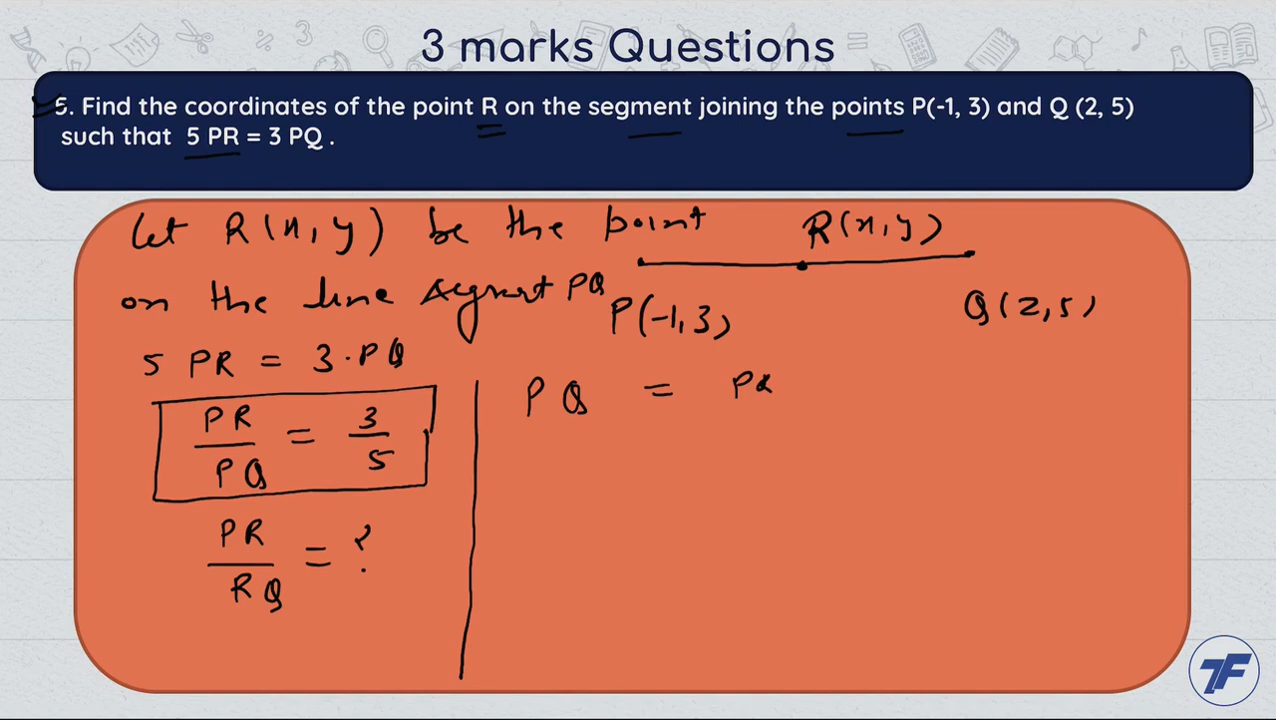 3 marks Questions
5. Find the coordinates of the point R on the segment joining the points P(-1, 3) and Q (2, 5)
such that 5 PR = 3 PQ .
Let R(x, y) be the point
R(x, y)
on the line segment PQ
P(-1, 3)
Q(2, 5)
5 PR = 3 · PQ
PR / PQ = 3 / 5
PQ = PR
PR / RQ = ?
TF